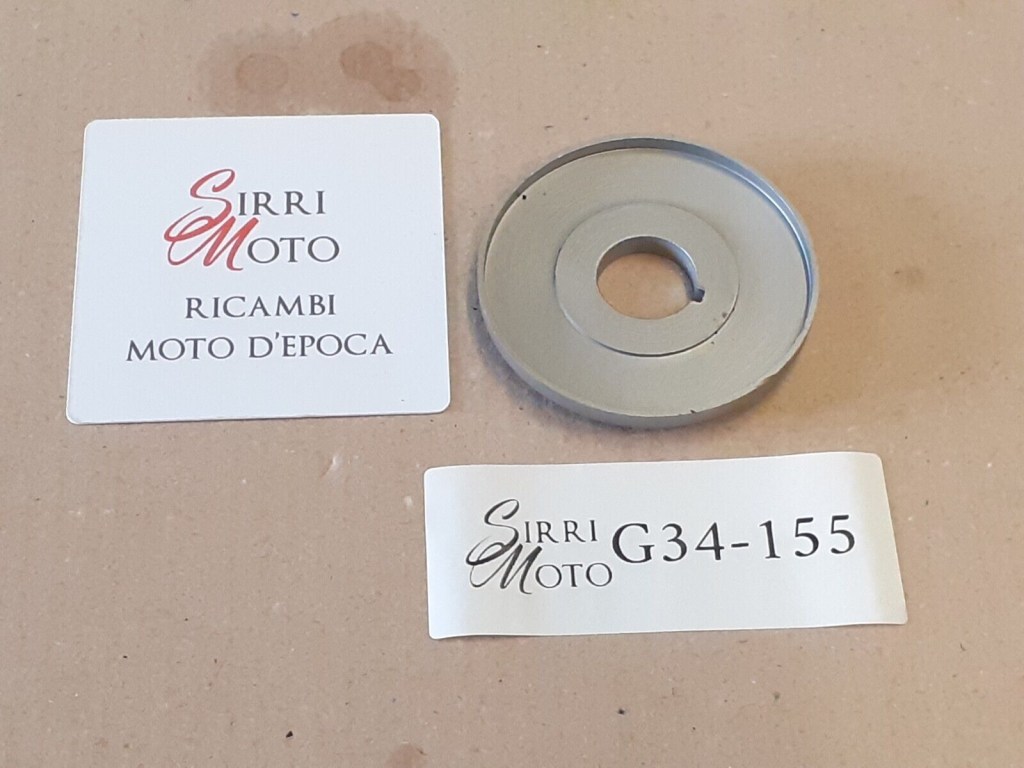 SIRRI
MOTO
RICAMBI
MOTO D'EPOCA
SIRRI
MOTO
G34-155